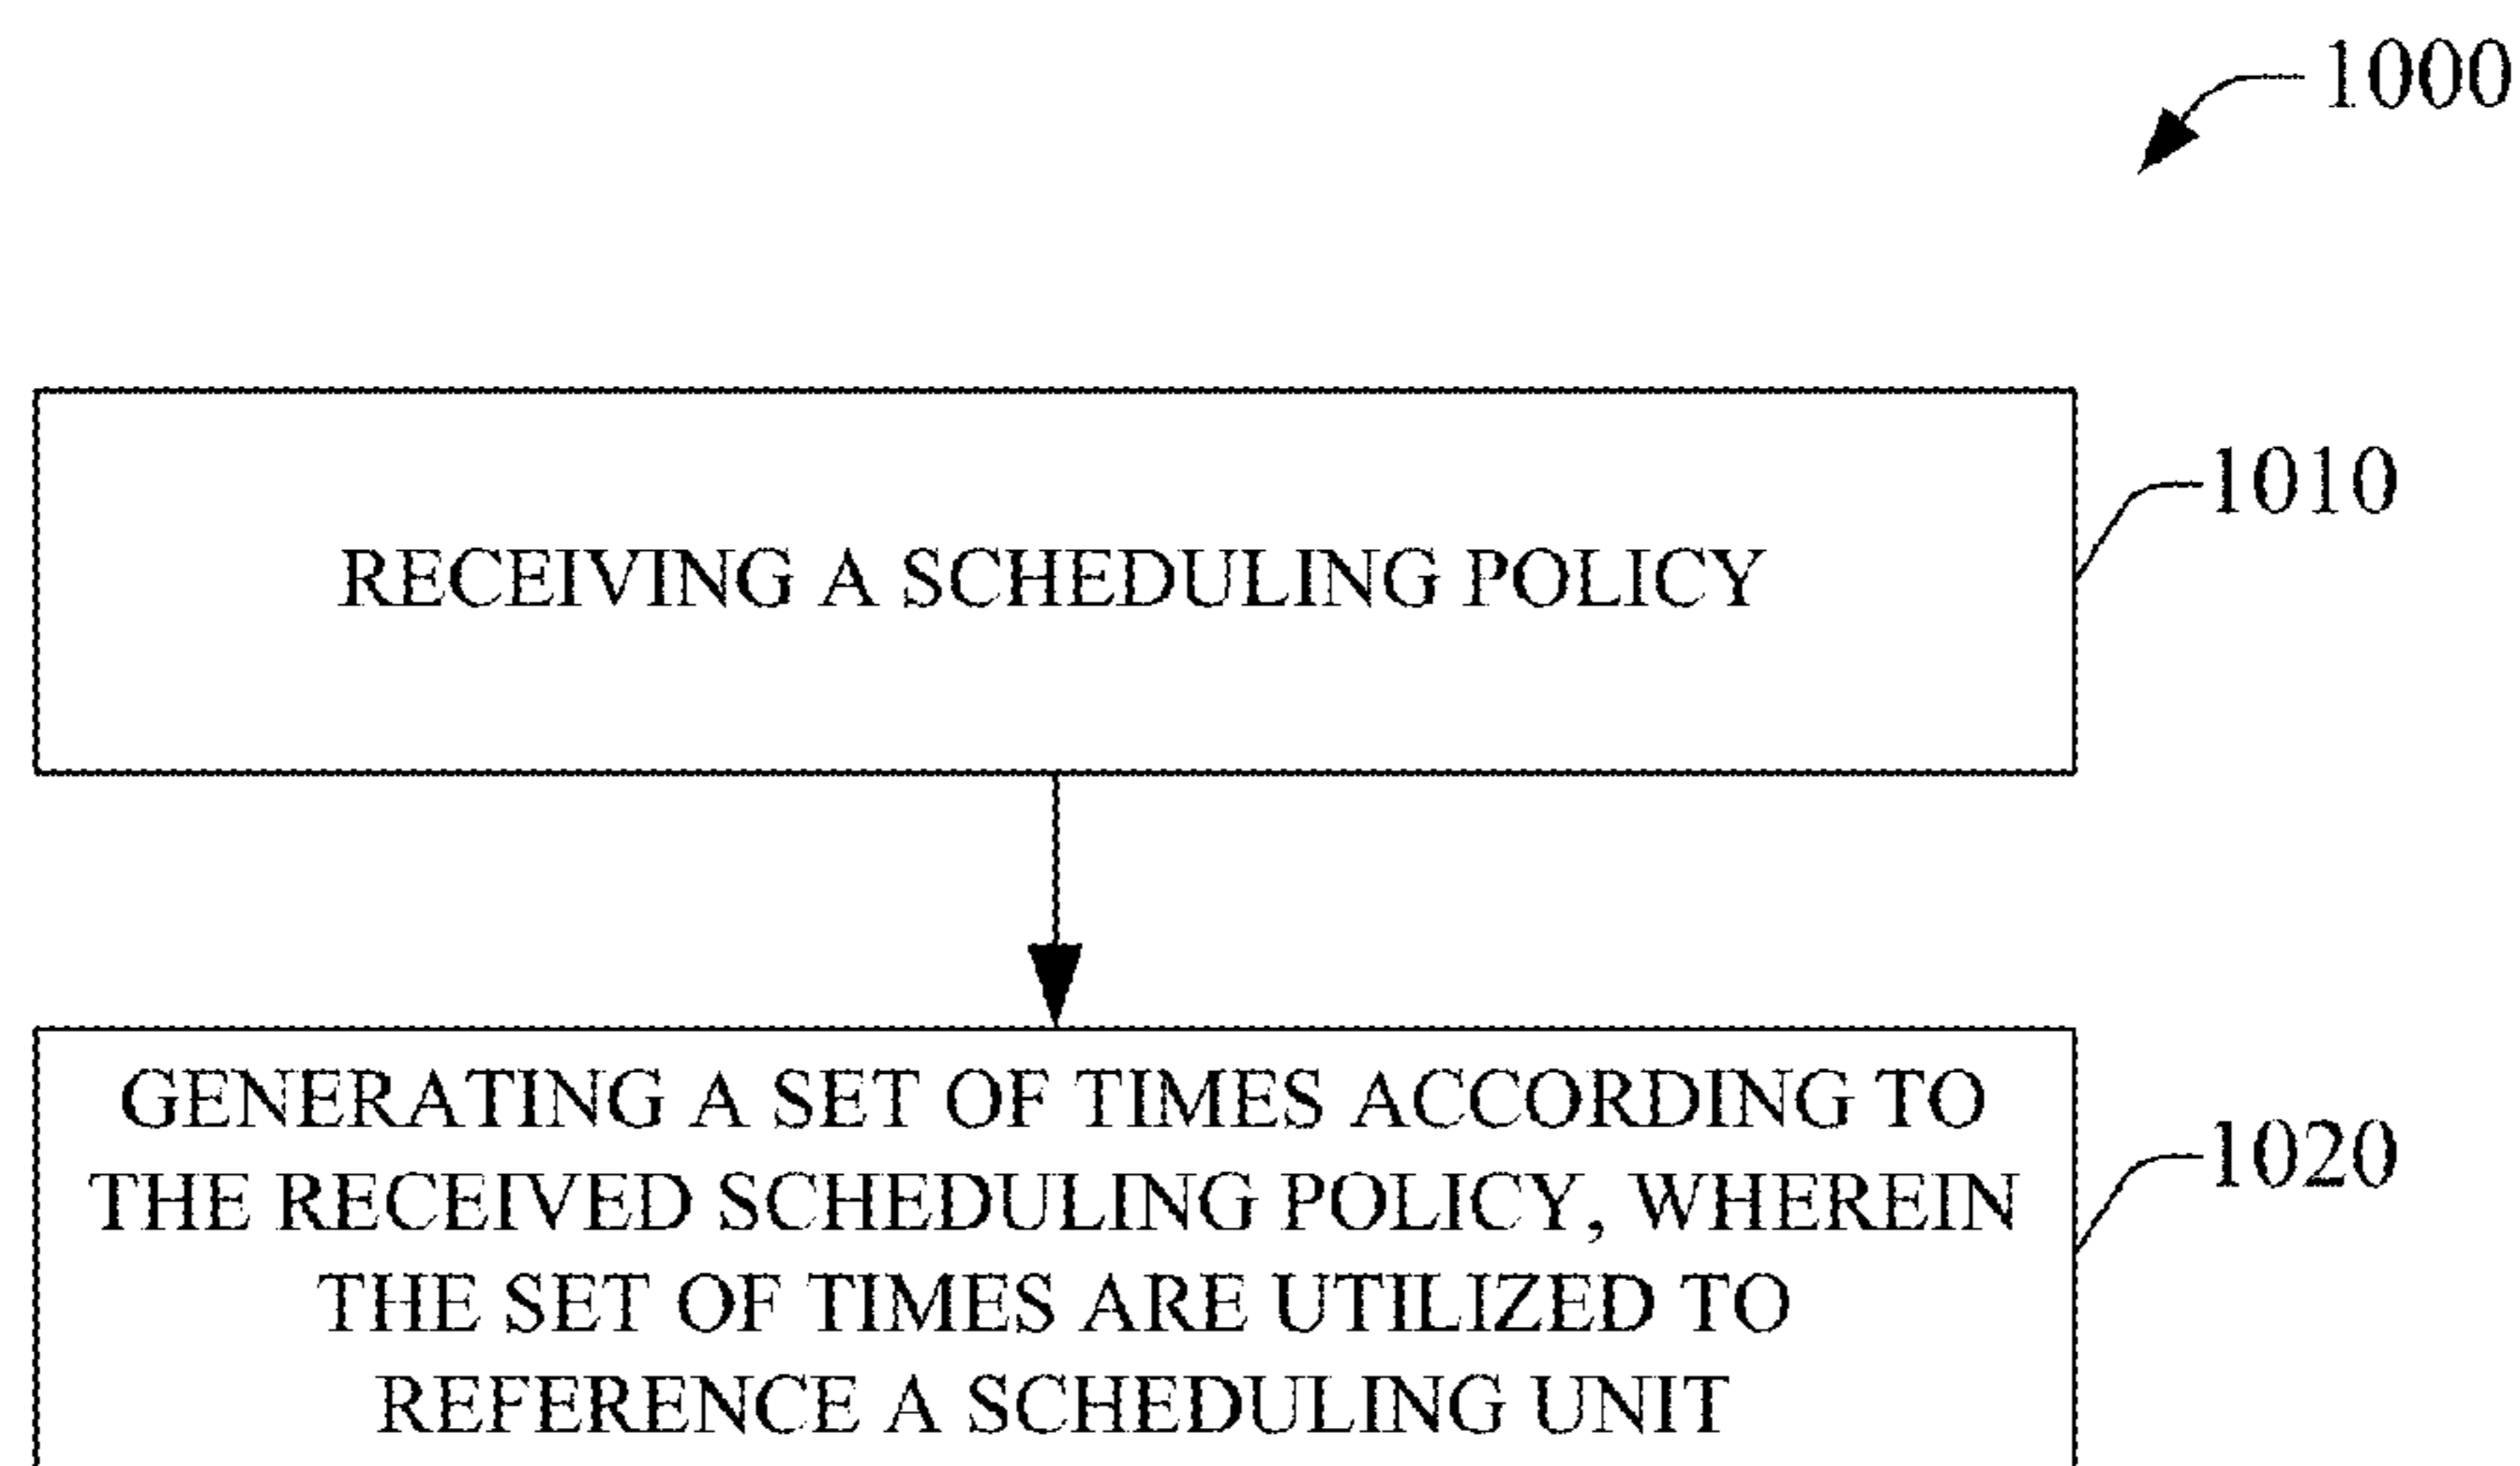 1000
RECEIVING A SCHEDULING POLICY
1010
GENERATING A SET OF TIMES ACCORDING TO
THE RECEIVED SCHEDULING POLICY, WHEREIN
THE SET OF TIMES ARE UTILIZED TO
REFERENCE A SCHEDULING UNIT
1020